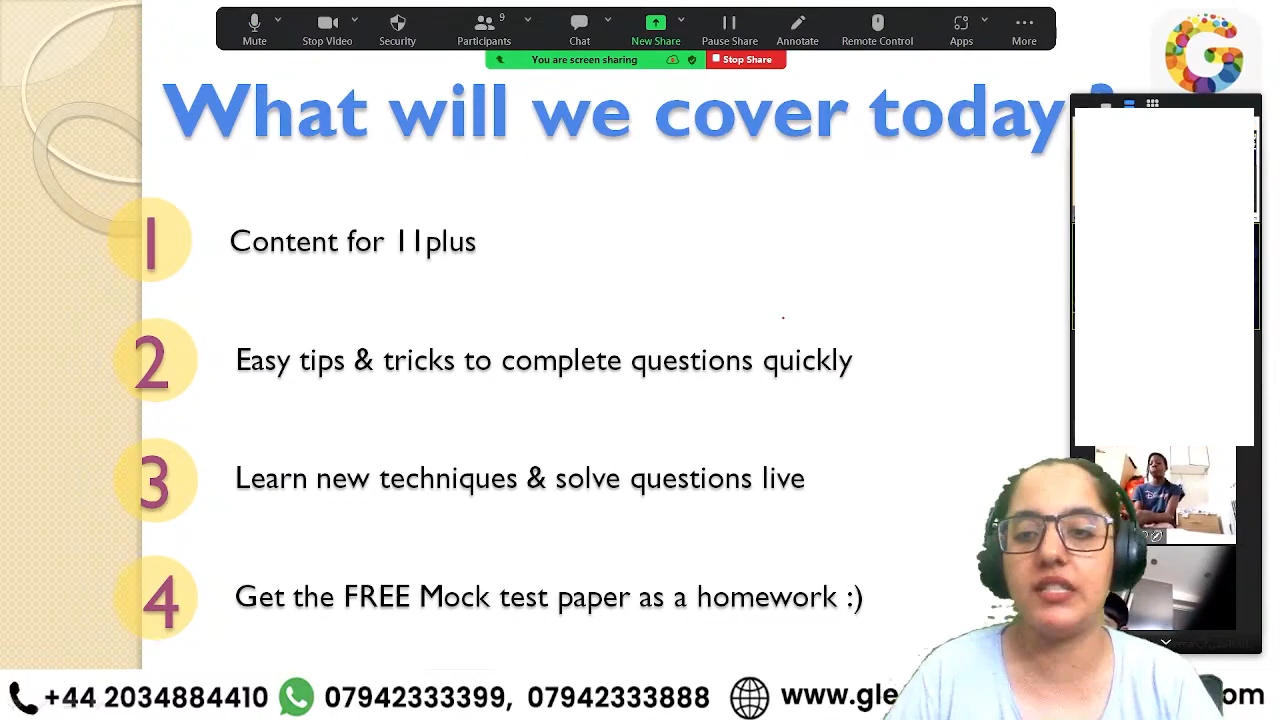 9
Mute
Stop Video
Security
Participants
Chat
New Share
Pause Share
Annotate
Remote Control
Apps
More
You are screen sharing
Stop Share
G
What will we cover today ?
1
Content for 11plus
2
Easy tips & tricks to complete questions quickly
3
Learn new techniques & solve questions live
4
Get the FREE Mock test paper as a homework :)
+44 2034884410
07942333399, 07942333888